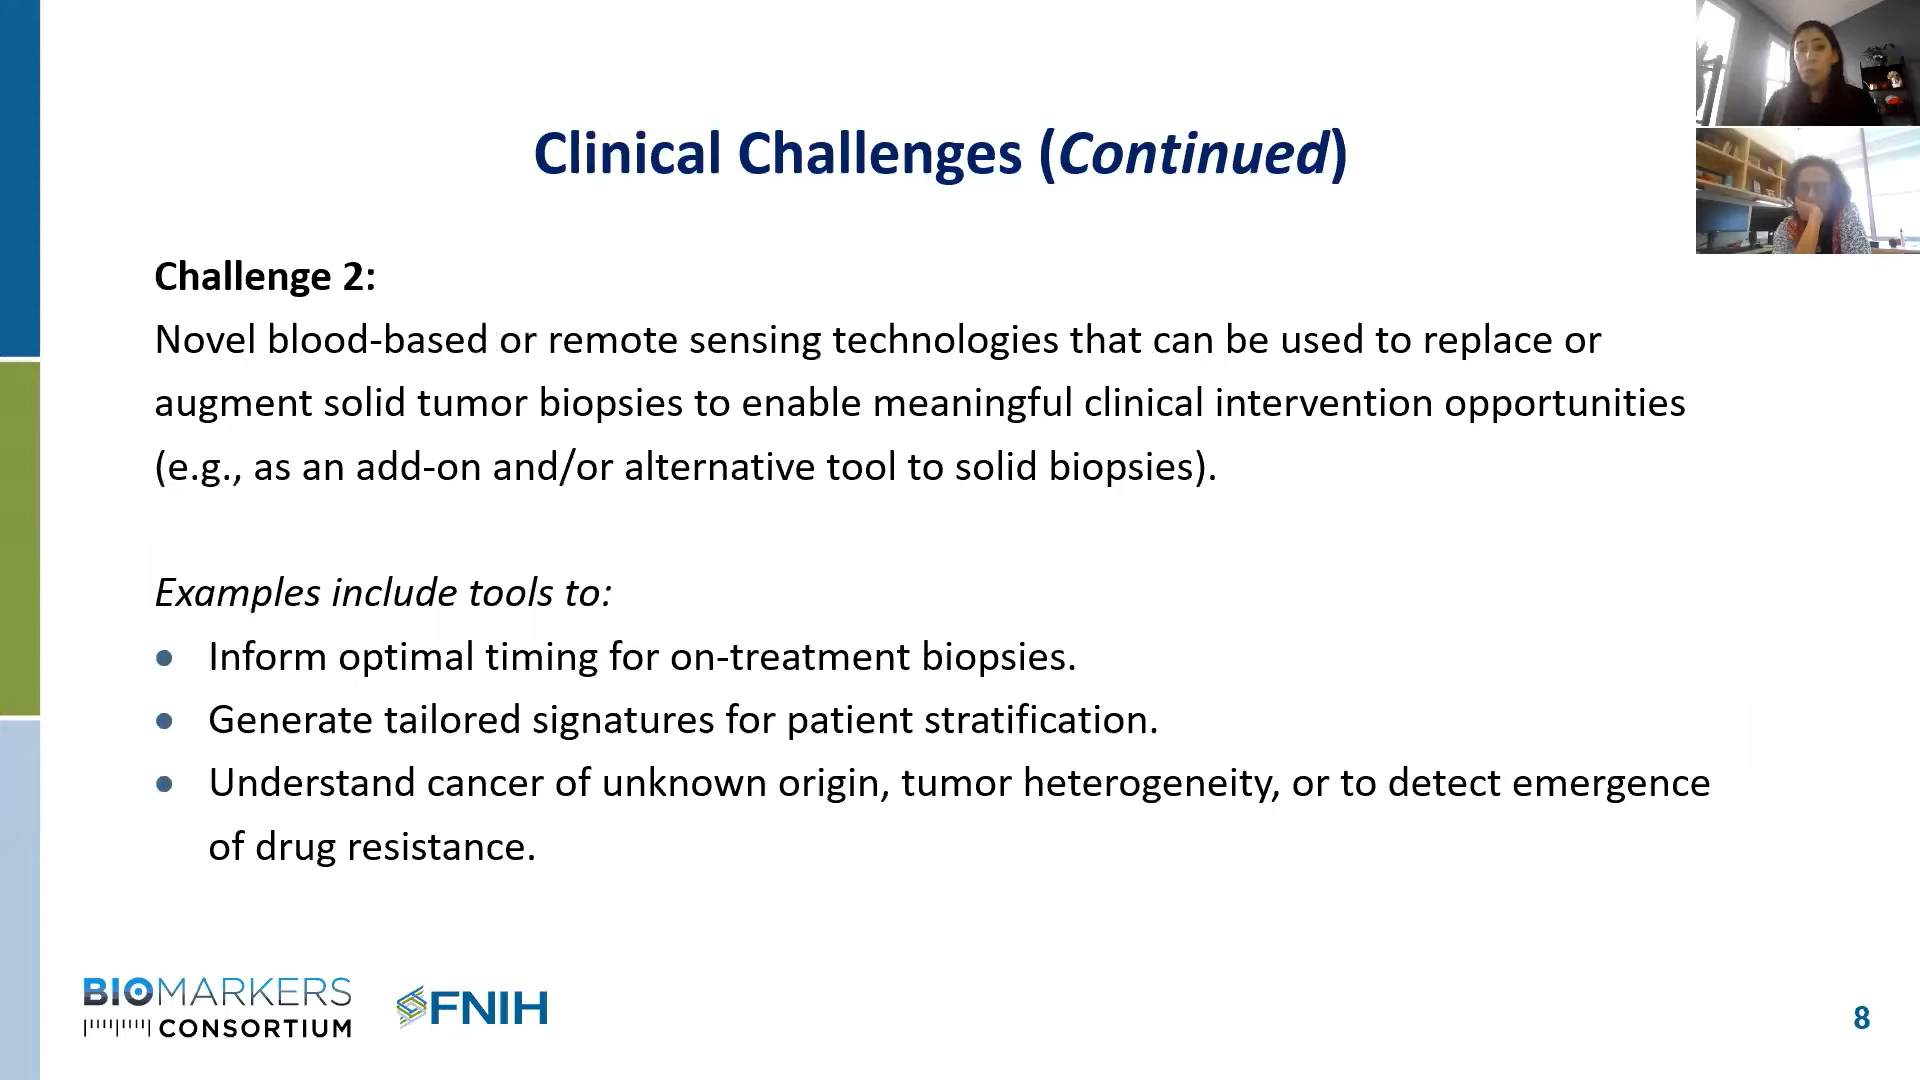 Clinical Challenges (Continued)
Challenge 2:
Novel blood-based or remote sensing technologies that can be used to replace or
augment solid tumor biopsies to enable meaningful clinical intervention opportunities
(e.g., as an add-on and/or alternative tool to solid biopsies).
Examples include tools to:
• Inform optimal timing for on-treatment biopsies.
• Generate tailored signatures for patient stratification.
• Understand cancer of unknown origin, tumor heterogeneity, or to detect emergence
of drug resistance.
BIOMARKERS
CONSORTIUM
FNIH
8